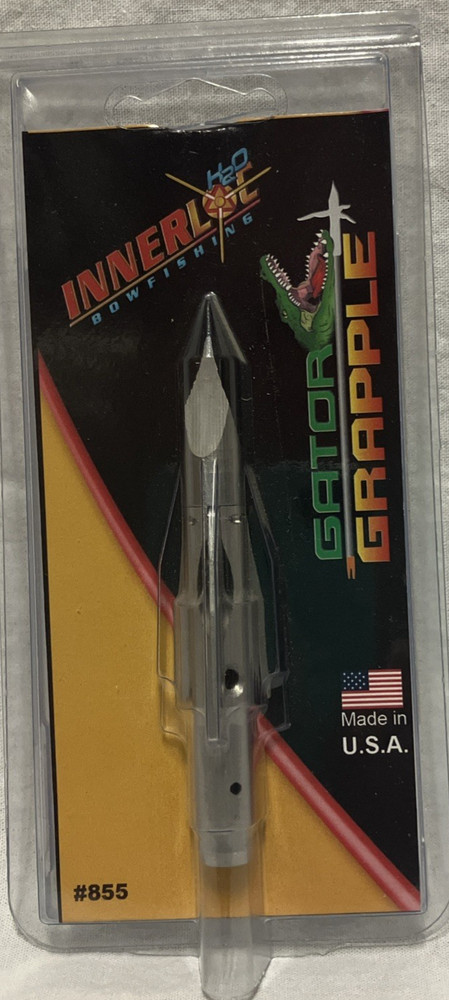 H2O
INNERLOC
BOWFISHING
GATOR
GRAPPLE
Made in
U.S.A.
#855